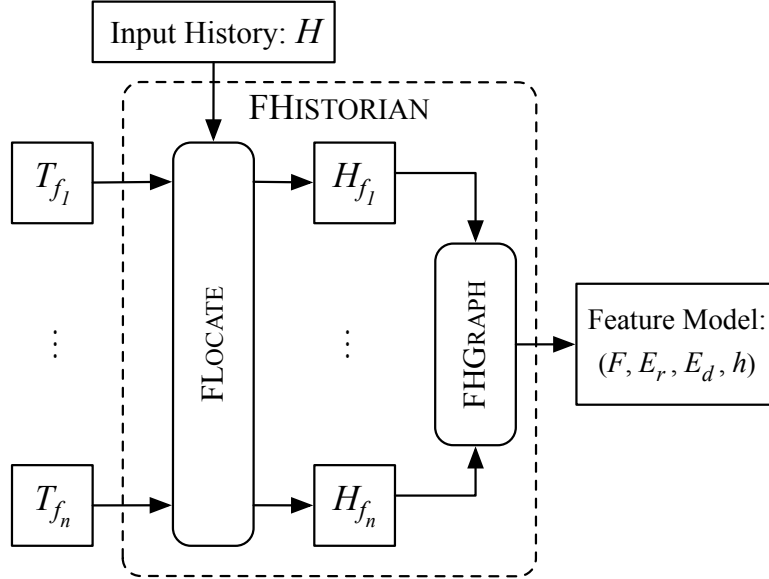 Input History: H
FHISTORIAN
T_{f_1}
H_{f_1}
⋮
FLOCATE
⋮
FHGRAPH
Feature Model:
(F, E_r, E_d, h)
T_{f_n}
H_{f_n}